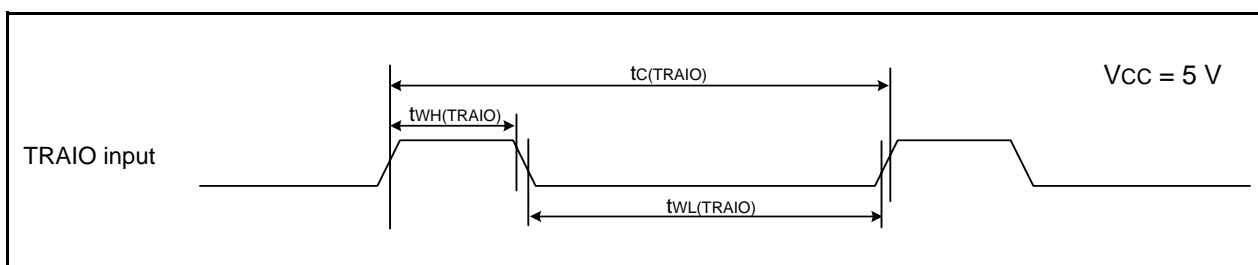 tC(TRAIO)
VCC = 5 V
tWH(TRAIO)
TRAIO input
tWL(TRAIO)